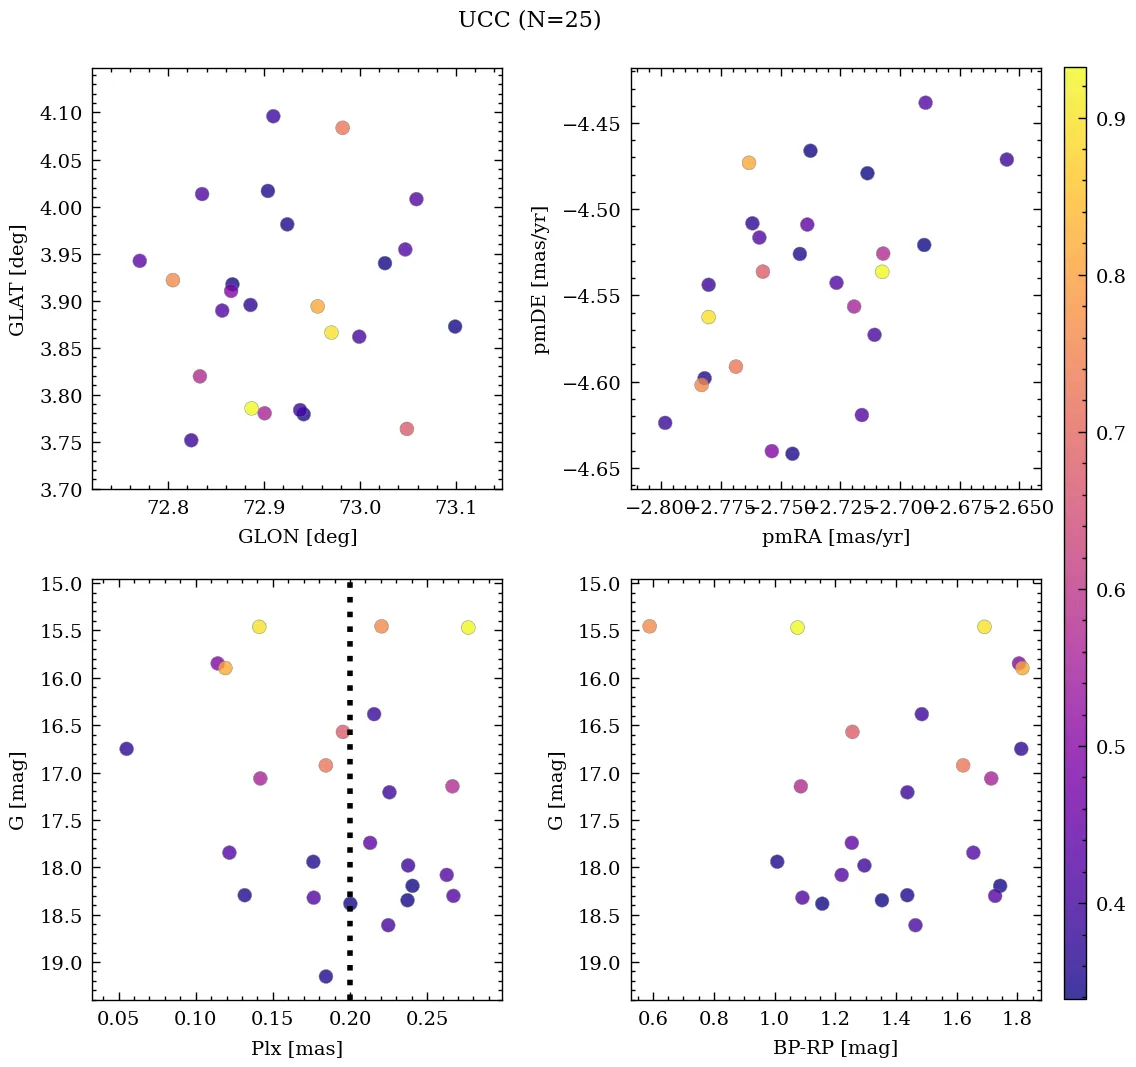 UCC (N=25)
4.10
4.05
4.00
3.95
3.90
3.85
3.80
3.75
3.70
GLAT [deg]
72.8 72.9 73.0 73.1
GLON [deg]
−4.45
−4.50
−4.55
−4.60
−4.65
pmDE [mas/yr]
−2.800 −2.775 −2.750 −2.725 −2.700 −2.675 −2.650
pmRA [mas/yr]
0.9
0.8
0.7
0.6
0.5
0.4
15.0
15.5
16.0
16.5
17.0
17.5
18.0
18.5
19.0
G [mag]
0.05 0.10 0.15 0.20 0.25
Plx [mas]
15.0
15.5
16.0
16.5
17.0
17.5
18.0
18.5
19.0
G [mag]
0.6 0.8 1.0 1.2 1.4 1.6 1.8
BP-RP [mag]